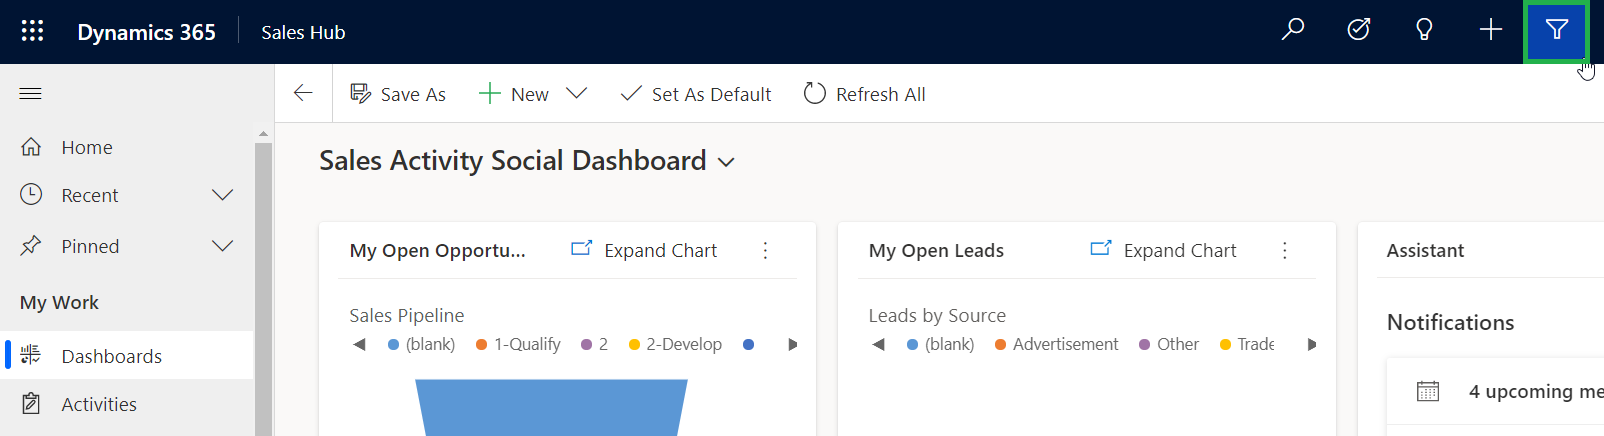 Dynamics 365 Sales Hub
Save As New Set As Default Refresh All
Home
Recent
Pinned
My Work
Dashboards
Activities
Sales Activity Social Dashboard
My Open Opportu... Expand Chart
Sales Pipeline
(blank) 1-Qualify 2 2-Develop
My Open Leads Expand Chart
Leads by Source
(blank) Advertisement Other Trade
Assistant
Notifications
4 upcoming me